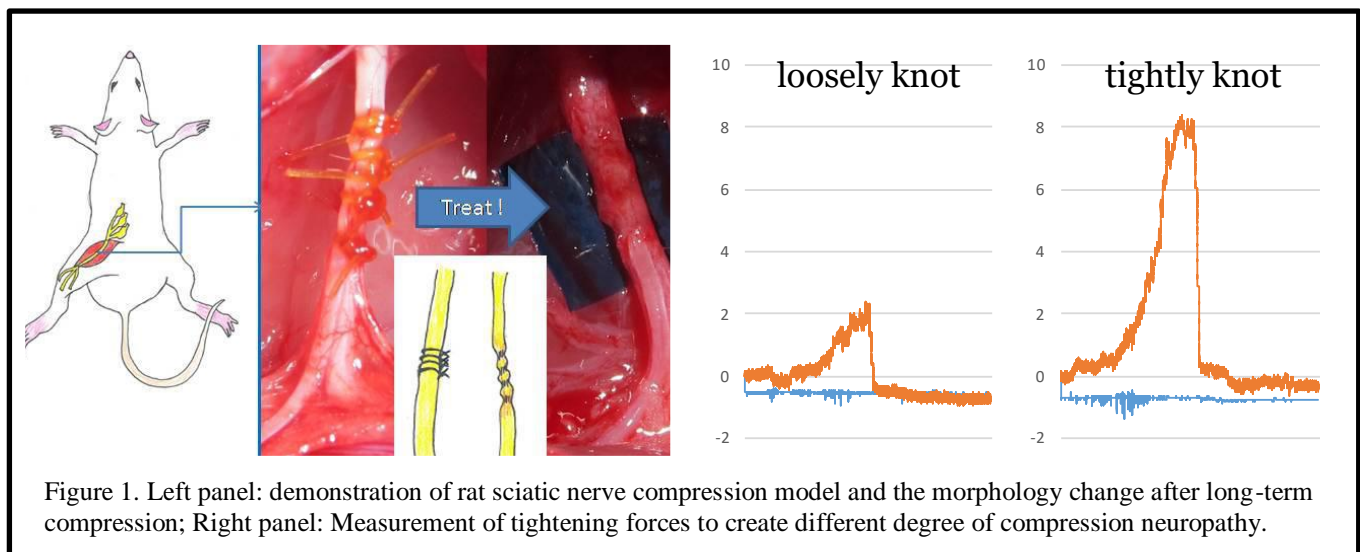 Treat !
loosely knot
10
8
6
4
2
0
-2
tightly knot
10
8
6
4
2
0
-2
Figure 1. Left panel: demonstration of rat sciatic nerve compression model and the morphology change after long-term
compression; Right panel: Measurement of tightening forces to create different degree of compression neuropathy.